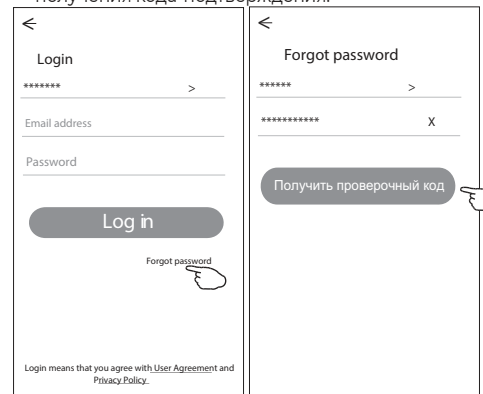 получения кода подтверждения.
Login
******* >
Email address
Password
Log in
Forgot password
Login means that you agree with User Agreement and
Privacy Policy
Forgot password
****** >
*********** X
Получить проверочный код